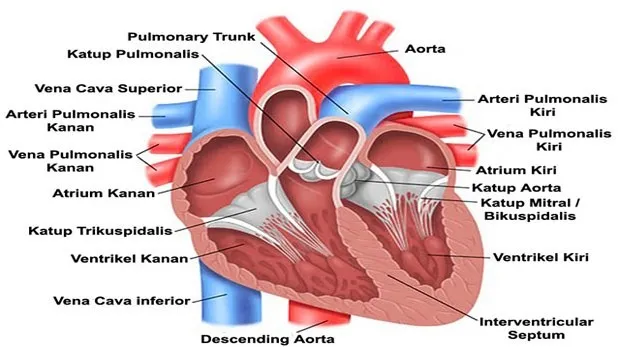 Pulmonary Trunk
Katup Pulmonalis
Vena Cava Superior
Arteri Pulmonalis
Kanan
Vena Pulmonalis
Kanan
Atrium Kanan
Katup Trikuspidalis
Ventrikel Kanan
Vena Cava inferior
Descending Aorta
Aorta
Arteri Pulmonalis
Kiri
Vena Pulmonalis
Kiri
Atrium Kiri
Katup Aorta
Katup Mitral /
Bikuspidalis
Ventrikel Kiri
Interventricular
Septum